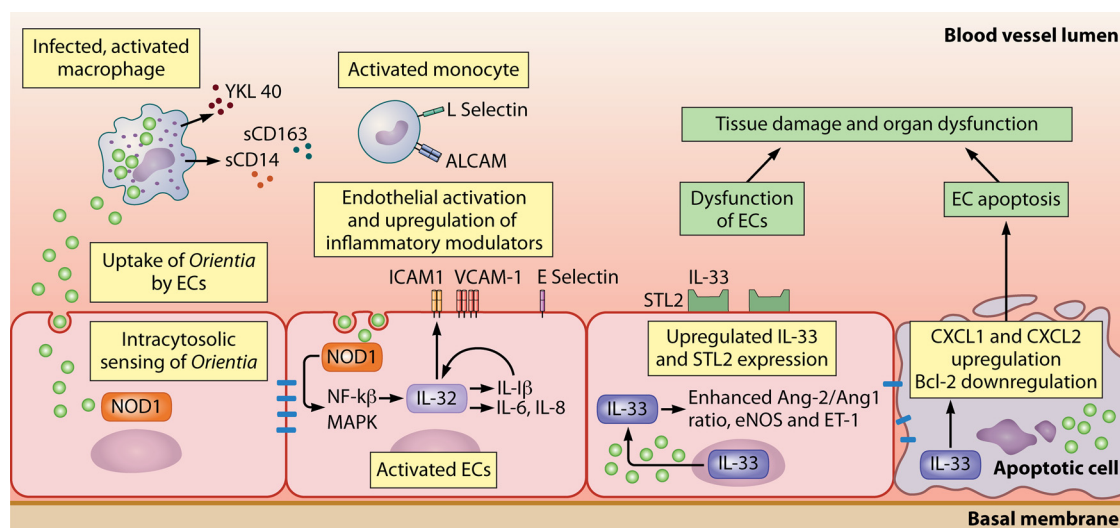 Blood vessel lumen
Infected, activated
macrophage
YKL 40
sCD163
sCD14
Activated monocyte
L Selectin
ALCAM
Tissue damage and organ dysfunction
Dysfunction
of ECs
EC apoptosis
Endothelial activation
and upregulation of
inflammatory modulators
Uptake of Orientia
by ECs
ICAM1
VCAM-1
E Selectin
IL-33
STL2
Intracytosolic
sensing of Orientia
NOD1
NOD1
NF-kβ
MAPK
IL-32
IL-Iβ
IL-6, IL-8
Activated ECs
Upregulated IL-33
and STL2 expression
IL-33
Enhanced Ang-2/Ang1
ratio, eNOS and ET-1
IL-33
CXCL1 and CXCL2
upregulation
Bcl-2 downregulation
IL-33
Apoptotic cell
Basal membrane